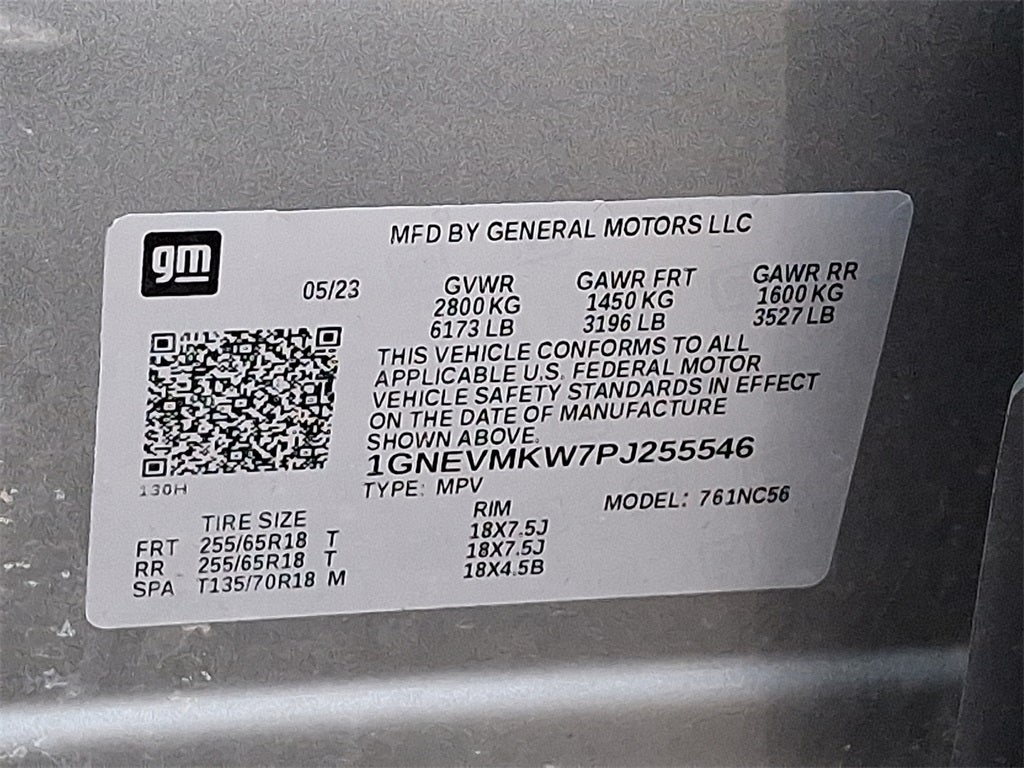 gm
MFD BY GENERAL MOTORS LLC
05/23
GVWR GAWR FRT GAWR RR
2800 KG 1450 KG 1600 KG
6173 LB 3196 LB 3527 LB
THIS VEHICLE CONFORMS TO ALL
APPLICABLE U.S. FEDERAL MOTOR
VEHICLE SAFETY STANDARDS IN EFFECT
ON THE DATE OF MANUFACTURE
SHOWN ABOVE.
1GNEVMKW7PJ255546
130H
TYPE: MPV MODEL: 761NC56
TIRE SIZE RIM
FRT 255/65R18 T 18X7.5J
RR 255/65R18 T 18X7.5J
SPA T135/70R18 M 18X4.5B